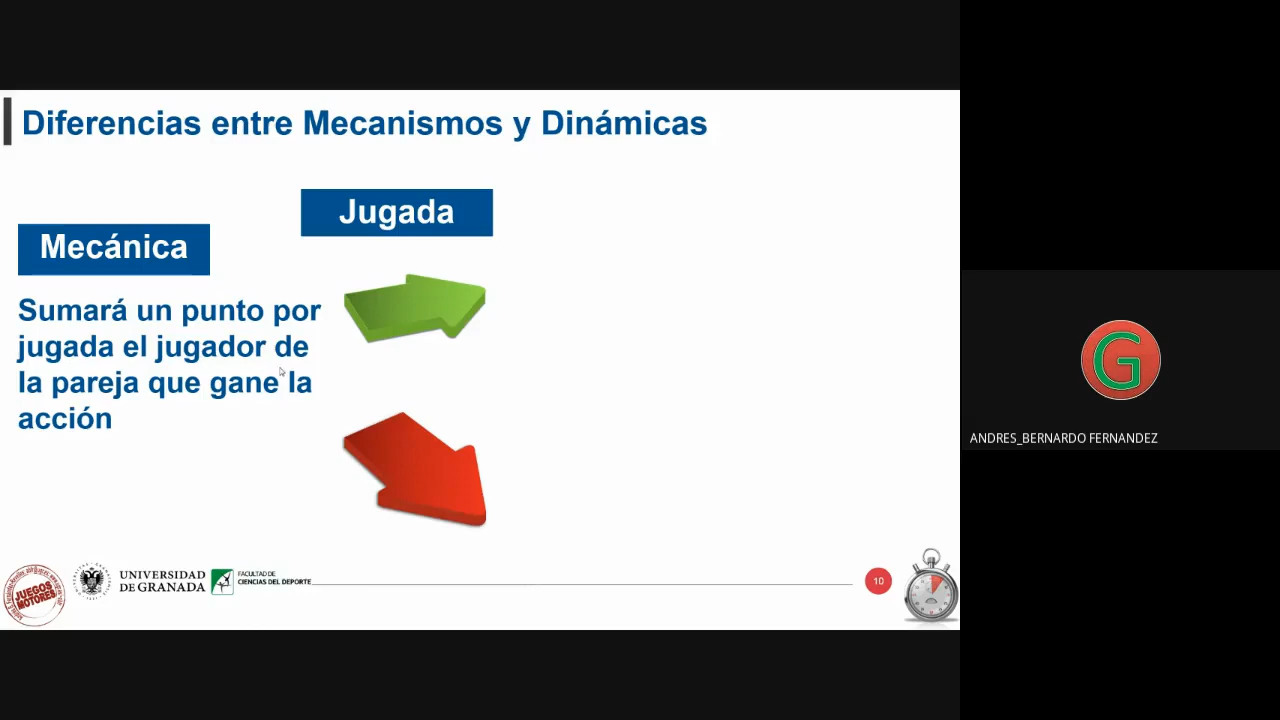 Diferencias entre Mecanismos y Dinámicas
Jugada
Mecánica
Sumará un punto por
jugada el jugador de
la pareja que gane la
acción
JUEGOS
MOTORES
UNIVERSIDAD
DE GRANADA
FACULTAD DE
CIENCIAS DEL DEPORTE
10
G
ANDRES_BERNARDO FERNANDEZ